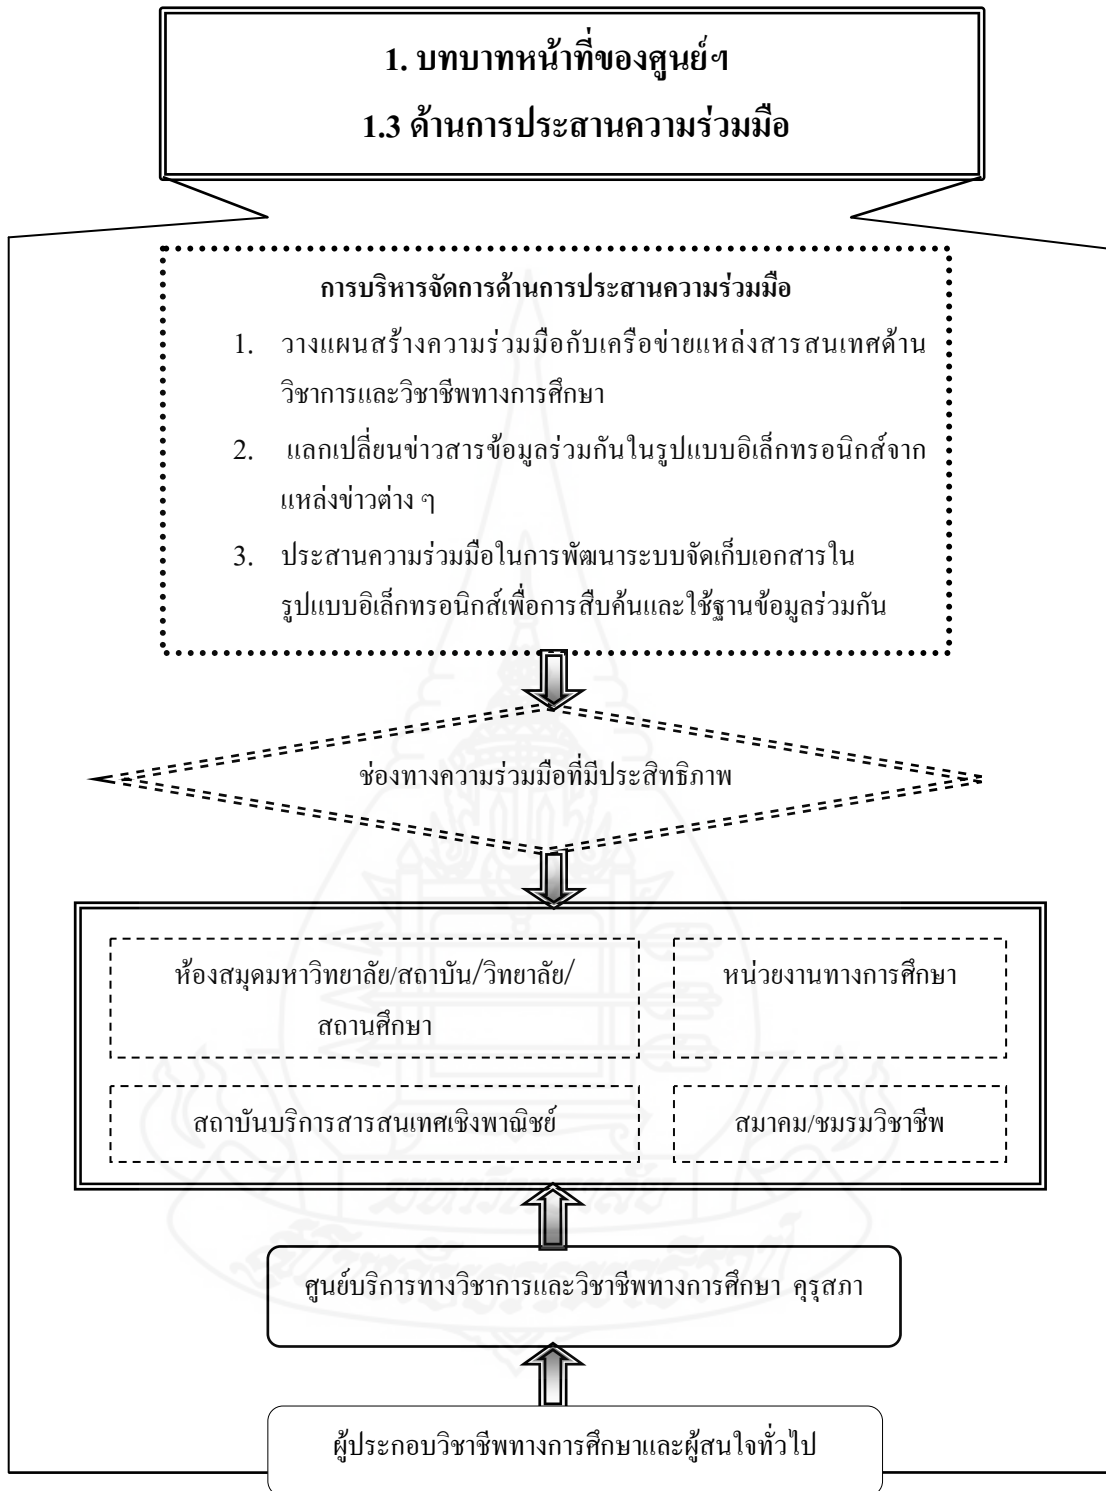 1. บทบาทหน้าที่ของศูนย์ฯ
1.3 ด้านการประสานความร่วมมือ
การบริหารจัดการด้านการประสานความร่วมมือ
1. วางแผนสร้างความร่วมมือกับเครือข่ายแหล่งสารสนเทศด้าน
วิชาการและวิชาชีพทางการศึกษา
2. แลกเปลี่ยนข่าวสารข้อมูลร่วมกันในรูปแบบอิเล็กทรอนิกส์จาก
แหล่งข่าวต่าง ๆ
3. ประสานความร่วมมือในการพัฒนาระบบจัดเก็บเอกสารใน
รูปแบบอิเล็กทรอนิกส์เพื่อการสืบค้นและใช้ฐานข้อมูลร่วมกัน
ช่องทางความร่วมมือที่มีประสิทธิภาพ
ห้องสมุดมหาวิทยาลัย/สถาบัน/วิทยาลัย/
สถานศึกษา
หน่วยงานทางการศึกษา
สถาบันบริการสารสนเทศเชิงพาณิชย์
สมาคม/ชมรมวิชาชีพ
มหาวิทยาลัย
สุโขทัยธรรมาธิราช
ศูนย์บริการทางวิชาการและวิชาชีพทางการศึกษา คุรุสภา
ผู้ประกอบวิชาชีพทางการศึกษาและผู้สนใจทั่วไป